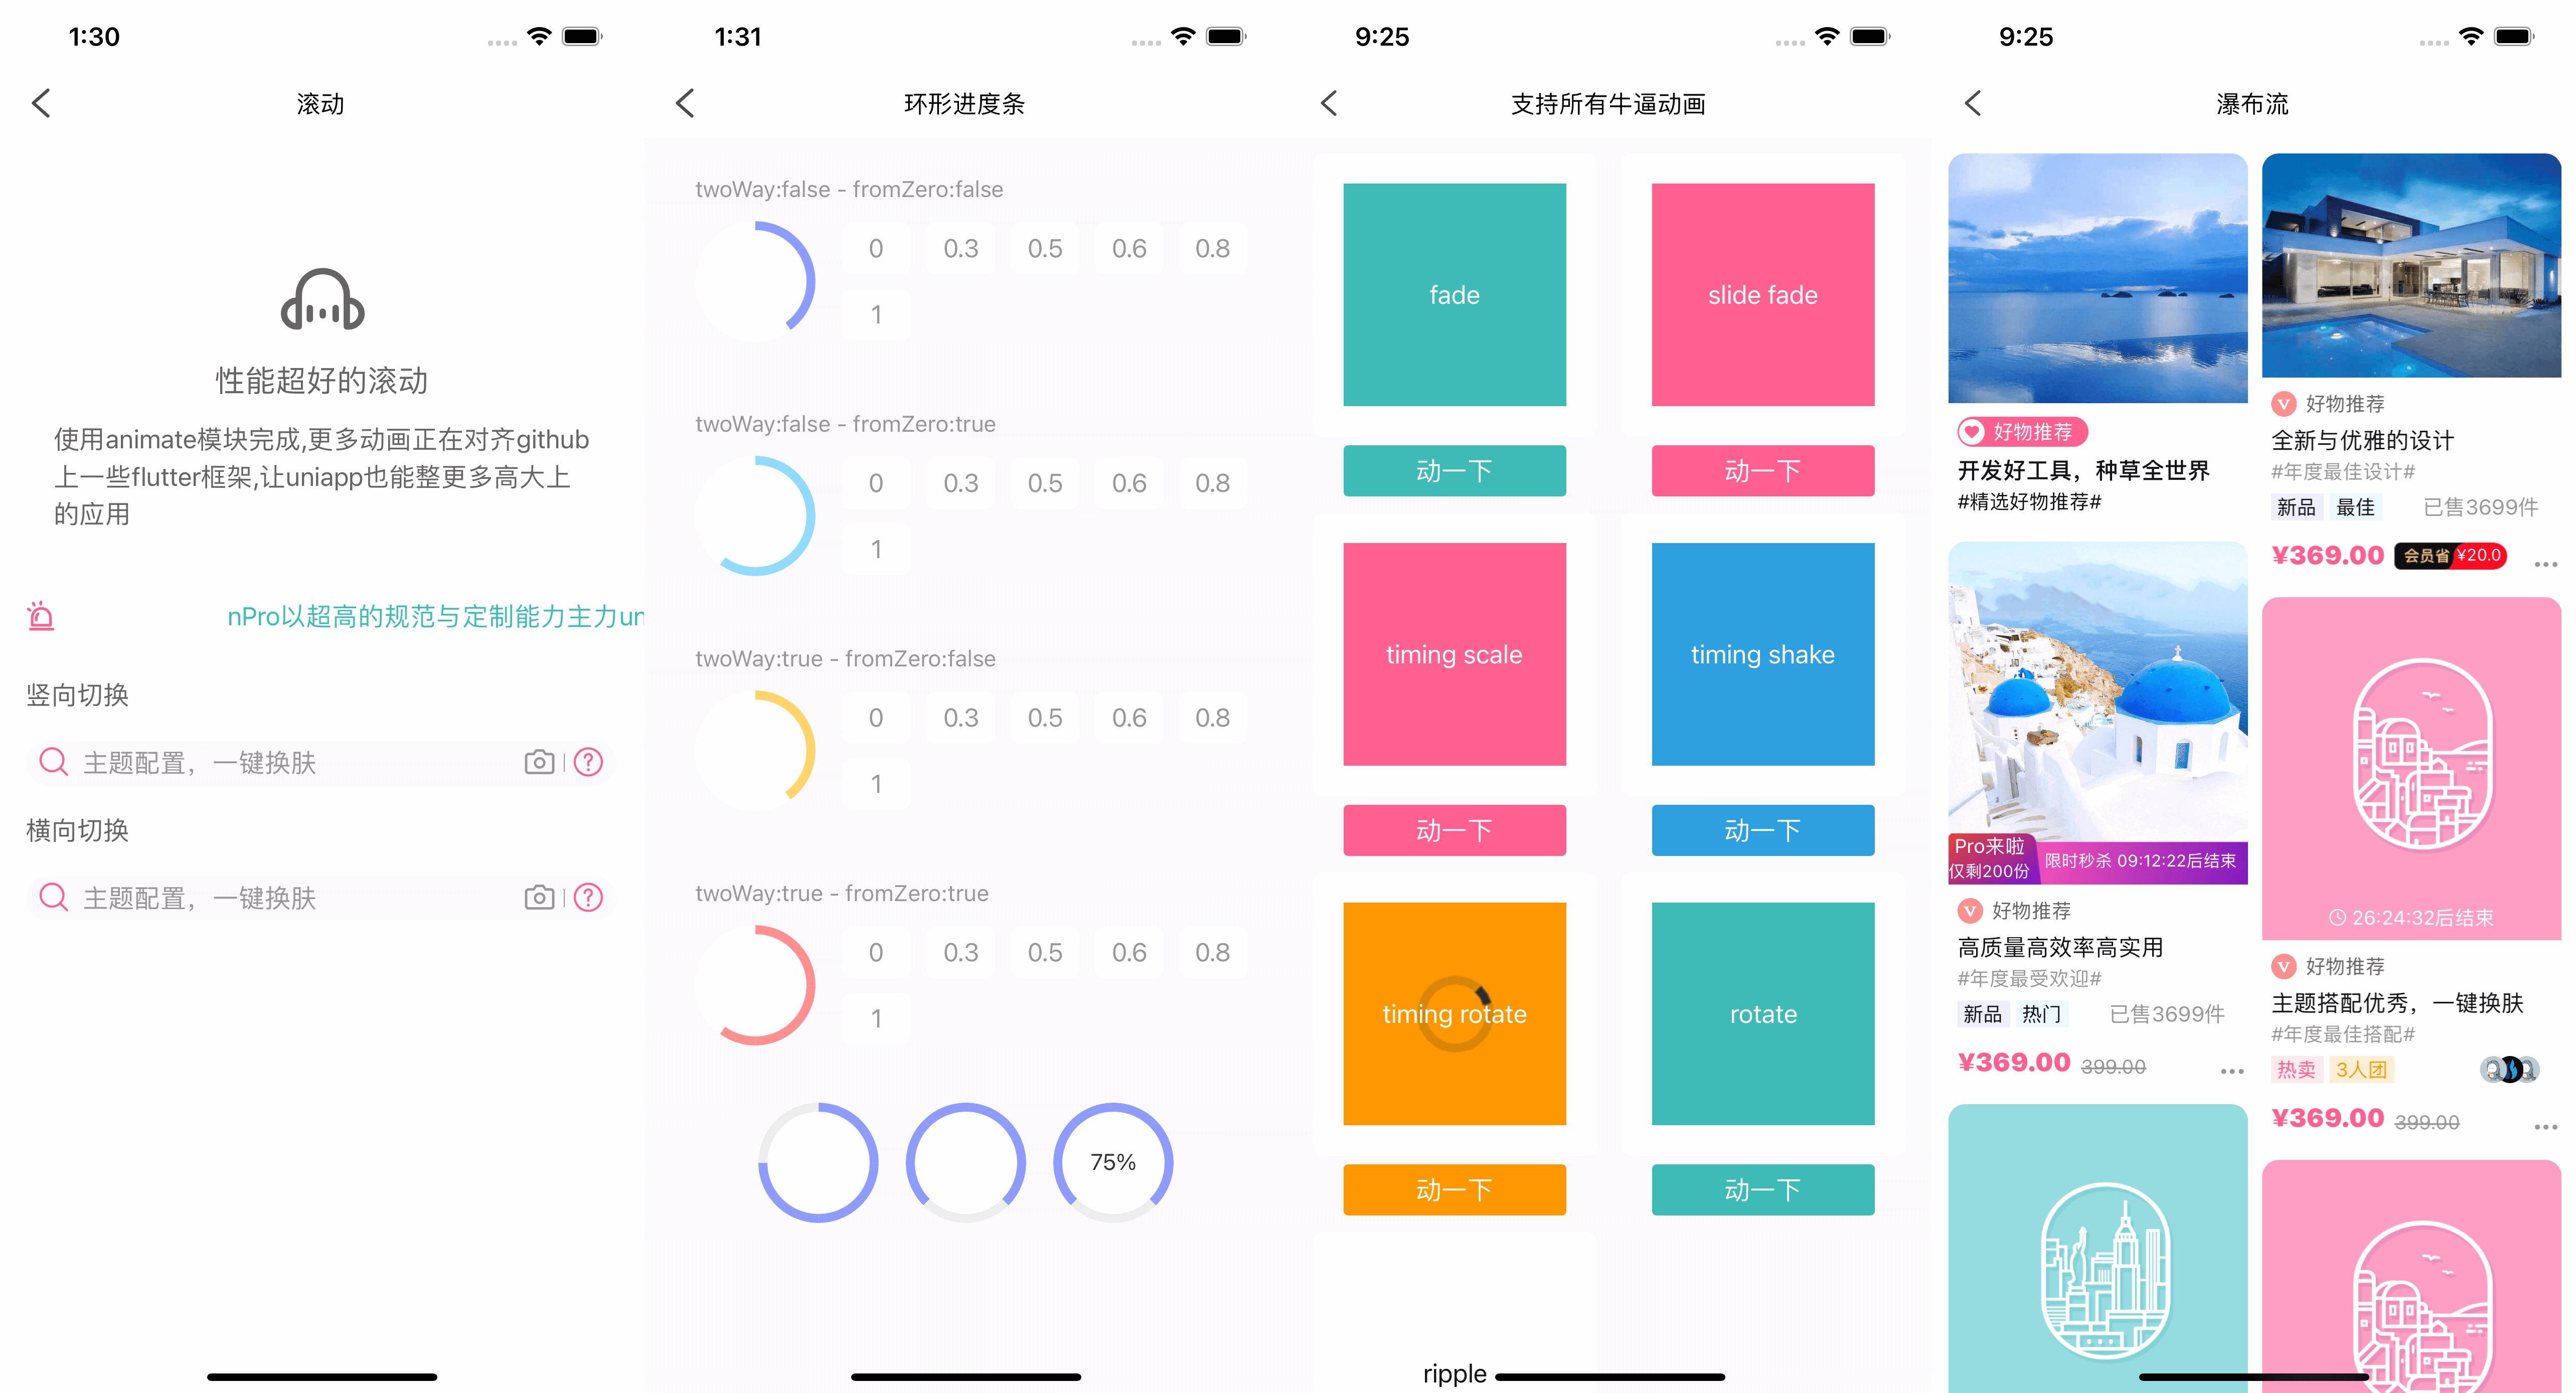 1:30
滚动
性能超好的滚动
使用animate模块完成,更多动画正在对齐github
上一些flutter框架,让uniapp也能整更多高大上
的应用
nPro以超高的规范与定制能力主力un
竖向切换
主题配置，一键换肤
横向切换
主题配置，一键换肤
1:31
环形进度条
twoWay:false - fromZero:false
0 0.3 0.5 0.6 0.8
1
twoWay:false - fromZero:true
0 0.3 0.5 0.6 0.8
1
twoWay:true - fromZero:false
0 0.3 0.5 0.6 0.8
1
twoWay:true - fromZero:true
0 0.3 0.5 0.6 0.8
1
75%
9:25
支持所有牛逼动画
fade
slide fade
动一下
动一下
timing scale
timing shake
动一下
动一下
timing rotate
rotate
动一下
动一下
ripple
9:25
瀑布流
好物推荐
开发好工具，种草全世界
#精选好物推荐#
Pro来啦
仅剩200份
限时秒杀 09:12:22后结束
V 好物推荐
高质量高效率高实用
#年度最受欢迎#
新品 热门 已售3699件
¥369.00 399.00
V 好物推荐
全新与优雅的设计
#年度最佳设计#
新品 最佳 已售3699件
¥369.00 会员省 ¥20.0
26:24:32后结束
V 好物推荐
主题搭配优秀，一键换肤
#年度最佳搭配#
热卖 3人团
¥369.00 399.00